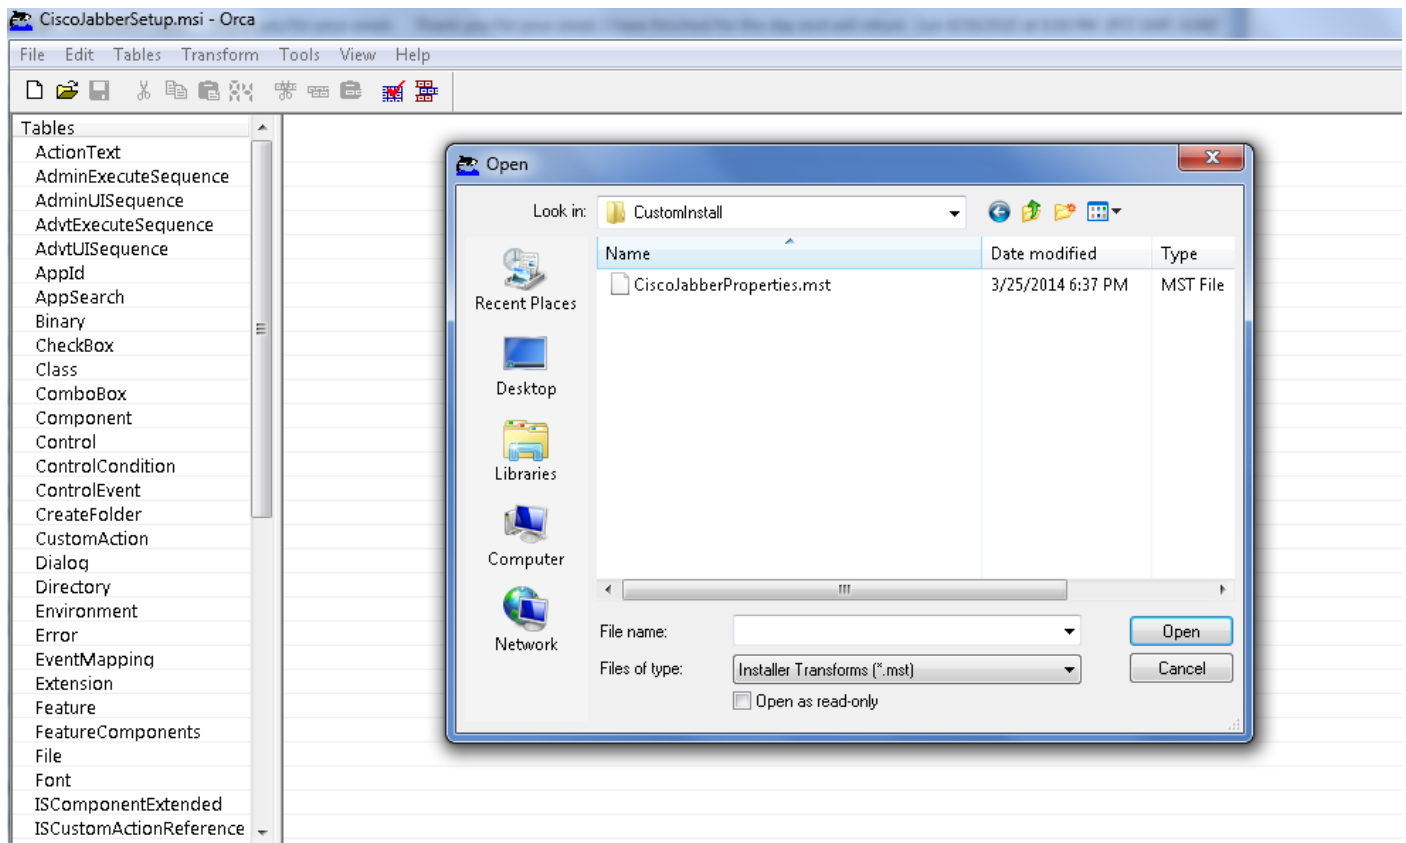 CiscoJabberSetup.msi - Orca
File Edit Tables Transform Tools View Help
Tables
ActionText
AdminExecuteSequence
AdminUISequence
AdvtExecuteSequence
AdvtUISequence
AppId
AppSearch
Binary
CheckBox
Class
ComboBox
Component
Control
ControlCondition
ControlEvent
CreateFolder
CustomAction
Dialog
Directory
Environment
Error
EventMapping
Extension
Feature
FeatureComponents
File
Font
ISComponentExtended
ISCustomActionReference
Open
Look in: CustomInstall
Name Date modified Type
CiscoJabberProperties.mst 3/25/2014 6:37 PM MST File
Recent Places
Desktop
Libraries
Computer
Network
File name: Open
Files of type: Installer Transforms (*.mst) Cancel
Open as read-only